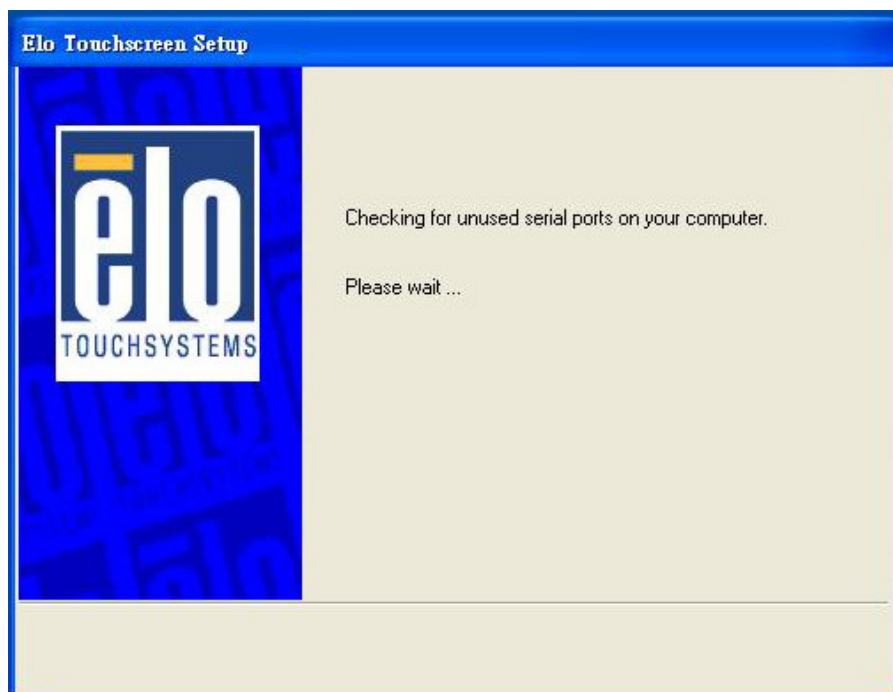 Elo Touchscreen Setup
elo
TOUCHSYSTEMS
Checking for unused serial ports on your computer.
Please wait ...